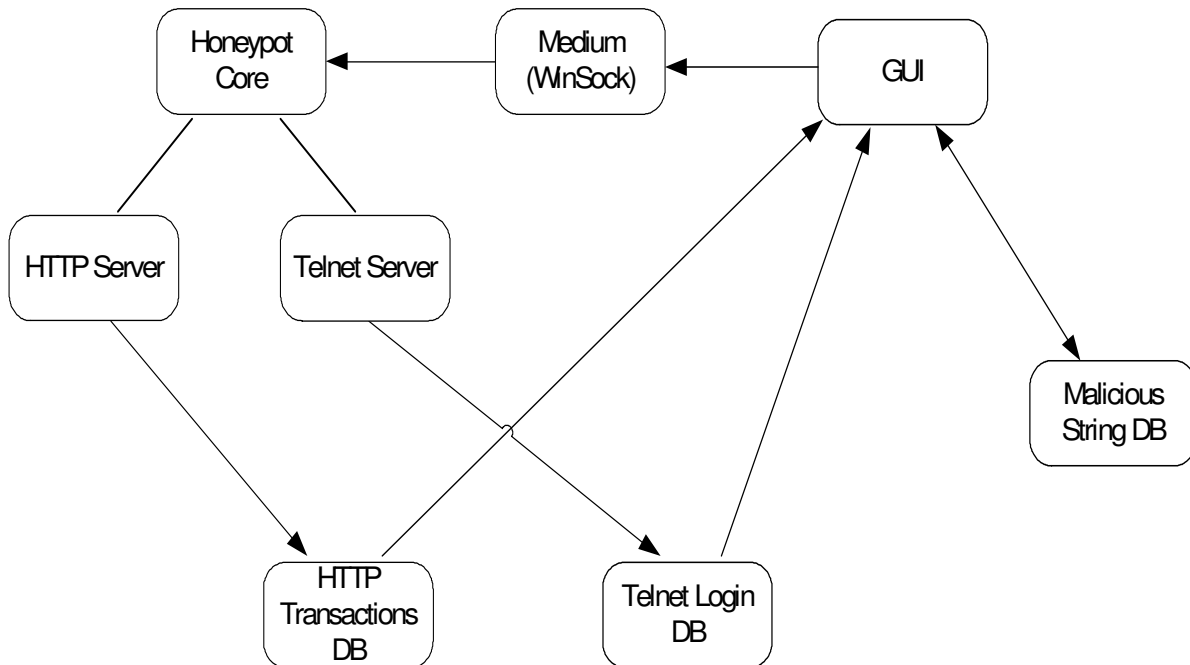 Honeypot
Core
Medium
(WinSock)
GUI
HTTP Server
Telnet Server
Malicious
String DB
HTTP
Transactions
DB
Telnet Login
DB